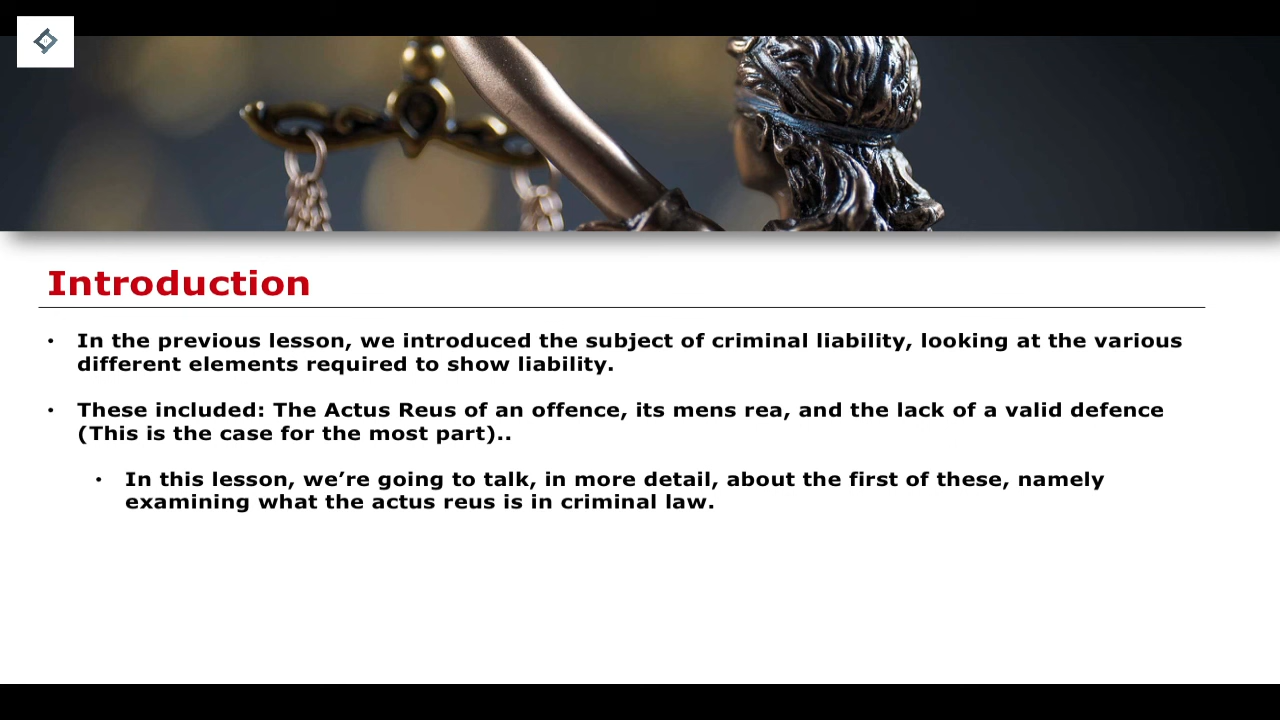 Introduction
• In the previous lesson, we introduced the subject of criminal liability, looking at the various
different elements required to show liability.
• These included: The Actus Reus of an offence, its mens rea, and the lack of a valid defence
(This is the case for the most part)..
• In this lesson, we’re going to talk, in more detail, about the first of these, namely
examining what the actus reus is in criminal law.